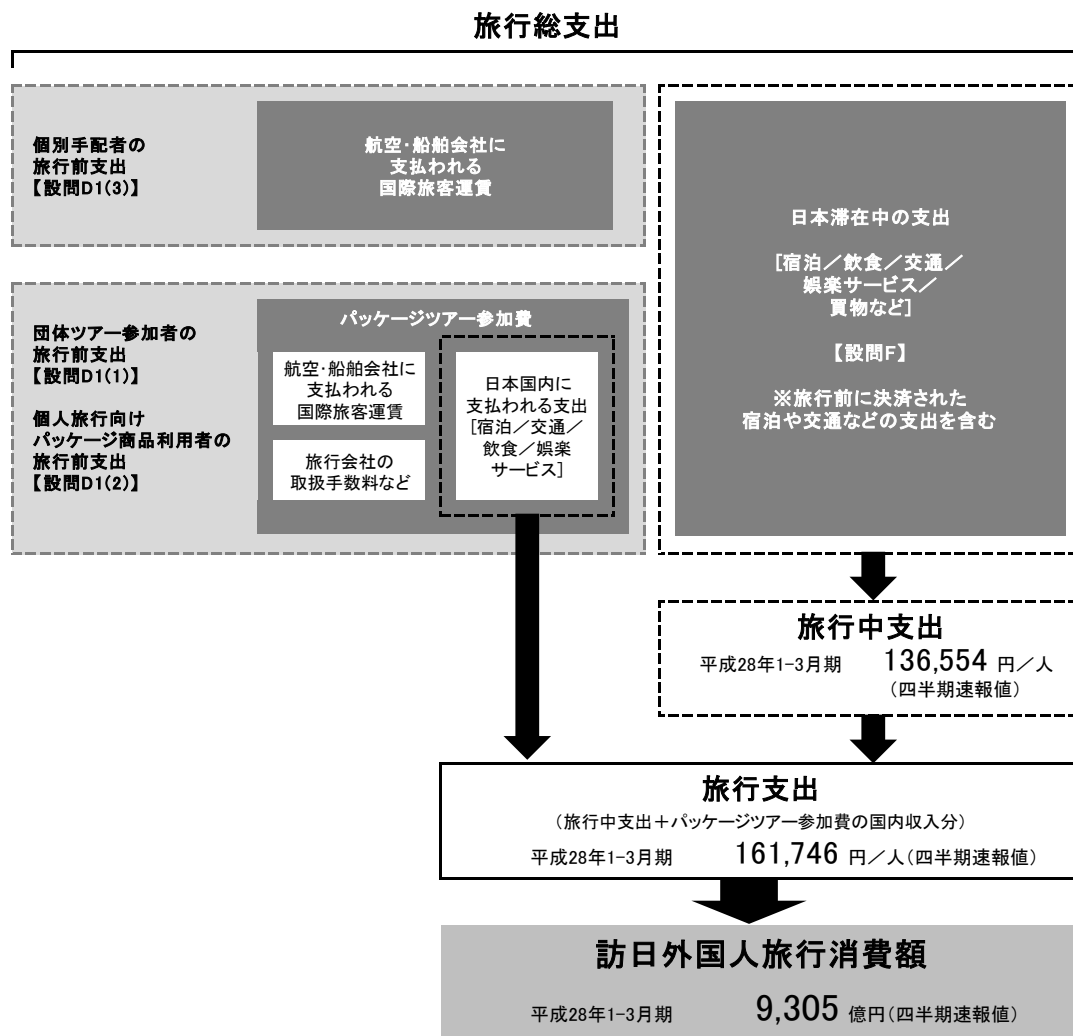 旅行総支出
個別手配者の
旅行前支出
【設問D1(3)】
航空・船舶会社に
支払われる
国際旅客運賃
団体ツアー参加者の
旅行前支出
【設問D1(1)】
個人旅行向け
パッケージ商品利用者の
旅行前支出
【設問D1(2)】
パッケージツアー参加費
航空・船舶会社に
支払われる
国際旅客運賃
旅行会社の
取扱手数料など
日本国内に
支払われる支出
[宿泊／交通／
飲食／娯楽
サービス]
日本滞在中の支出
[宿泊／飲食／交通／
娯楽サービス／
買物など]
【設問F】
※旅行前に決済された
宿泊や交通などの支出を含む
旅行中支出
平成28年1-3月期 136,554 円／人
(四半期速報値)
旅行支出
(旅行中支出＋パッケージツアー参加費の国内収入分)
平成28年1-3月期 161,746 円／人(四半期速報値)
訪日外国人旅行消費額
平成28年1-3月期 9,305 億円(四半期速報値)